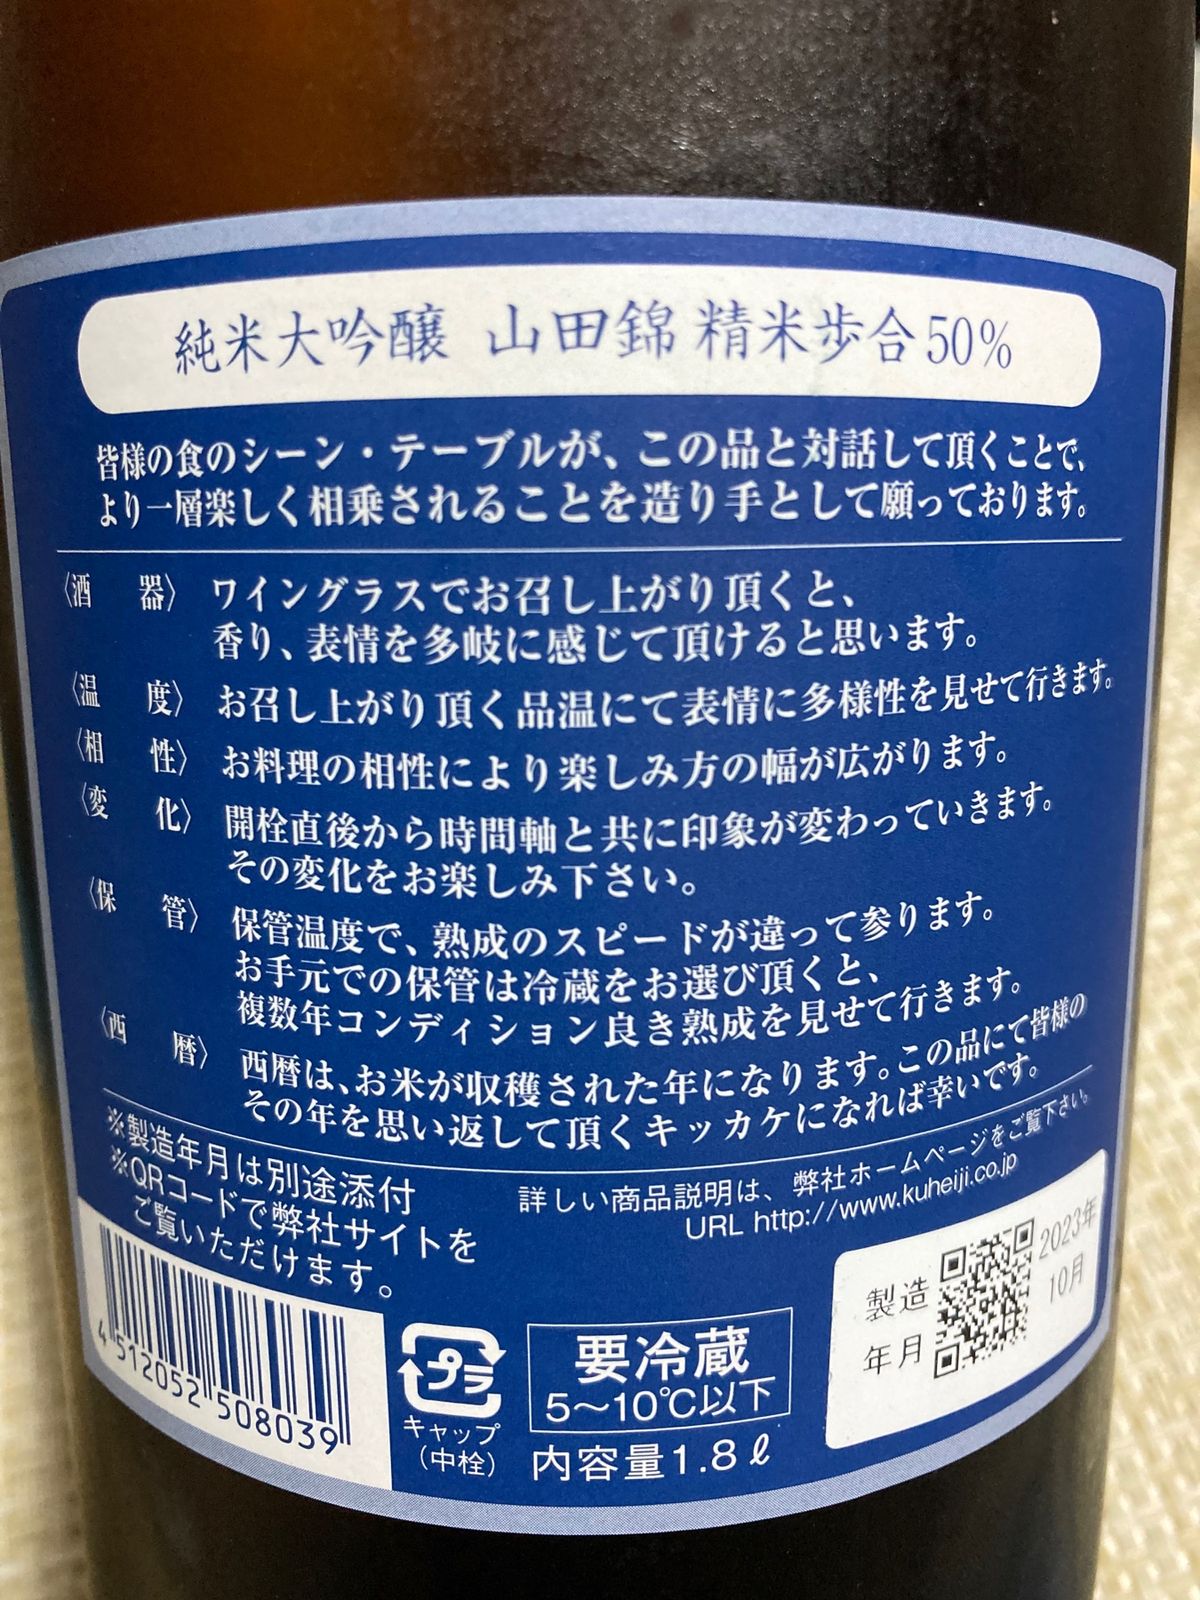 純米大吟醸 山田錦 精米歩合50%
皆様の食のシーン・テーブルが、この品と対話して頂くことで、
より一層楽しく相乗されることを造り手として願っております。
〈酒器〉 ワイングラスでお召し上がり頂くと、
香り、表情を多岐に感じて頂けると思います。
〈温度〉 お召し上がり頂く品温にて表情に多様性を見せて行きます。
〈相性〉 お料理の相性により楽しみ方の幅が広がります。
〈変化〉 開栓直後から時間軸と共に印象が変わっていきます。
その変化をお楽しみ下さい。
〈保管〉 保管温度で、熟成のスピードが違って参ります。
お手元での保管は冷蔵をお選び頂くと、
複数年コンディション良き熟成を見せて行きます。
〈西暦〉 西暦は、お米が収穫された年になります。この品にて皆様の
その年を思い返して頂くキッカケになれば幸いです。
※製造年月は別途添付
※QRコードで弊社サイトを
ご覧いただけます。
詳しい商品説明は、弊社ホームページをご覧下さい。
URL http://www.kuheiji.co.jp
4 512052 508039
プラ
キャップ
(中栓)
要冷蔵
5〜10℃以下
内容量1.8ℓ
製造
年月
2023年
10月